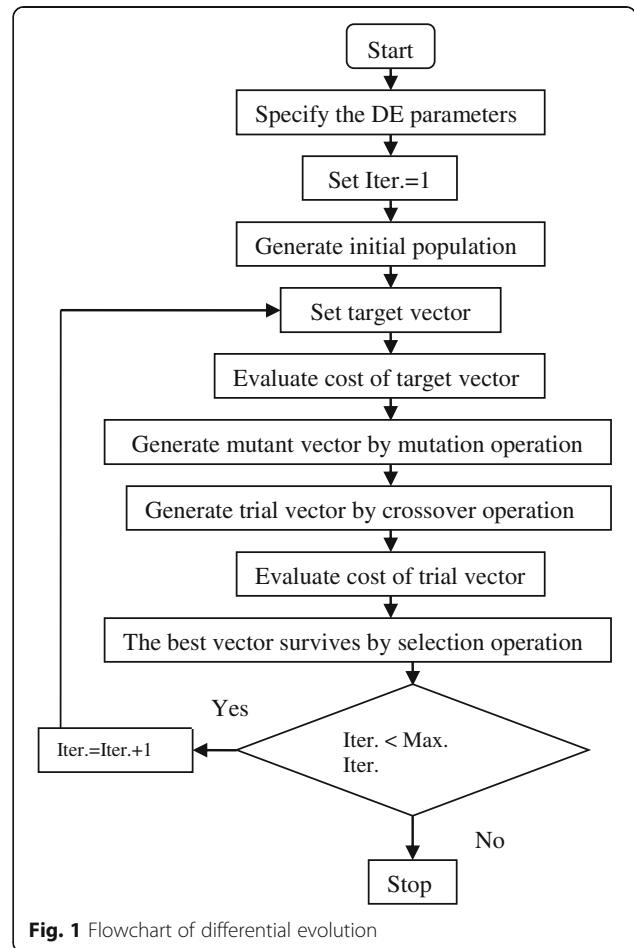 Start
Specify the DE parameters
Set Iter.=1
Generate initial population
Set target vector
Evaluate cost of target vector
Generate mutant vector by mutation operation
Generate trial vector by crossover operation
Evaluate cost of trial vector
The best vector survives by selection operation
Yes
Iter.=Iter.+1
Iter. < Max.
Iter.
No
Stop
Fig. 1 Flowchart of differential evolution